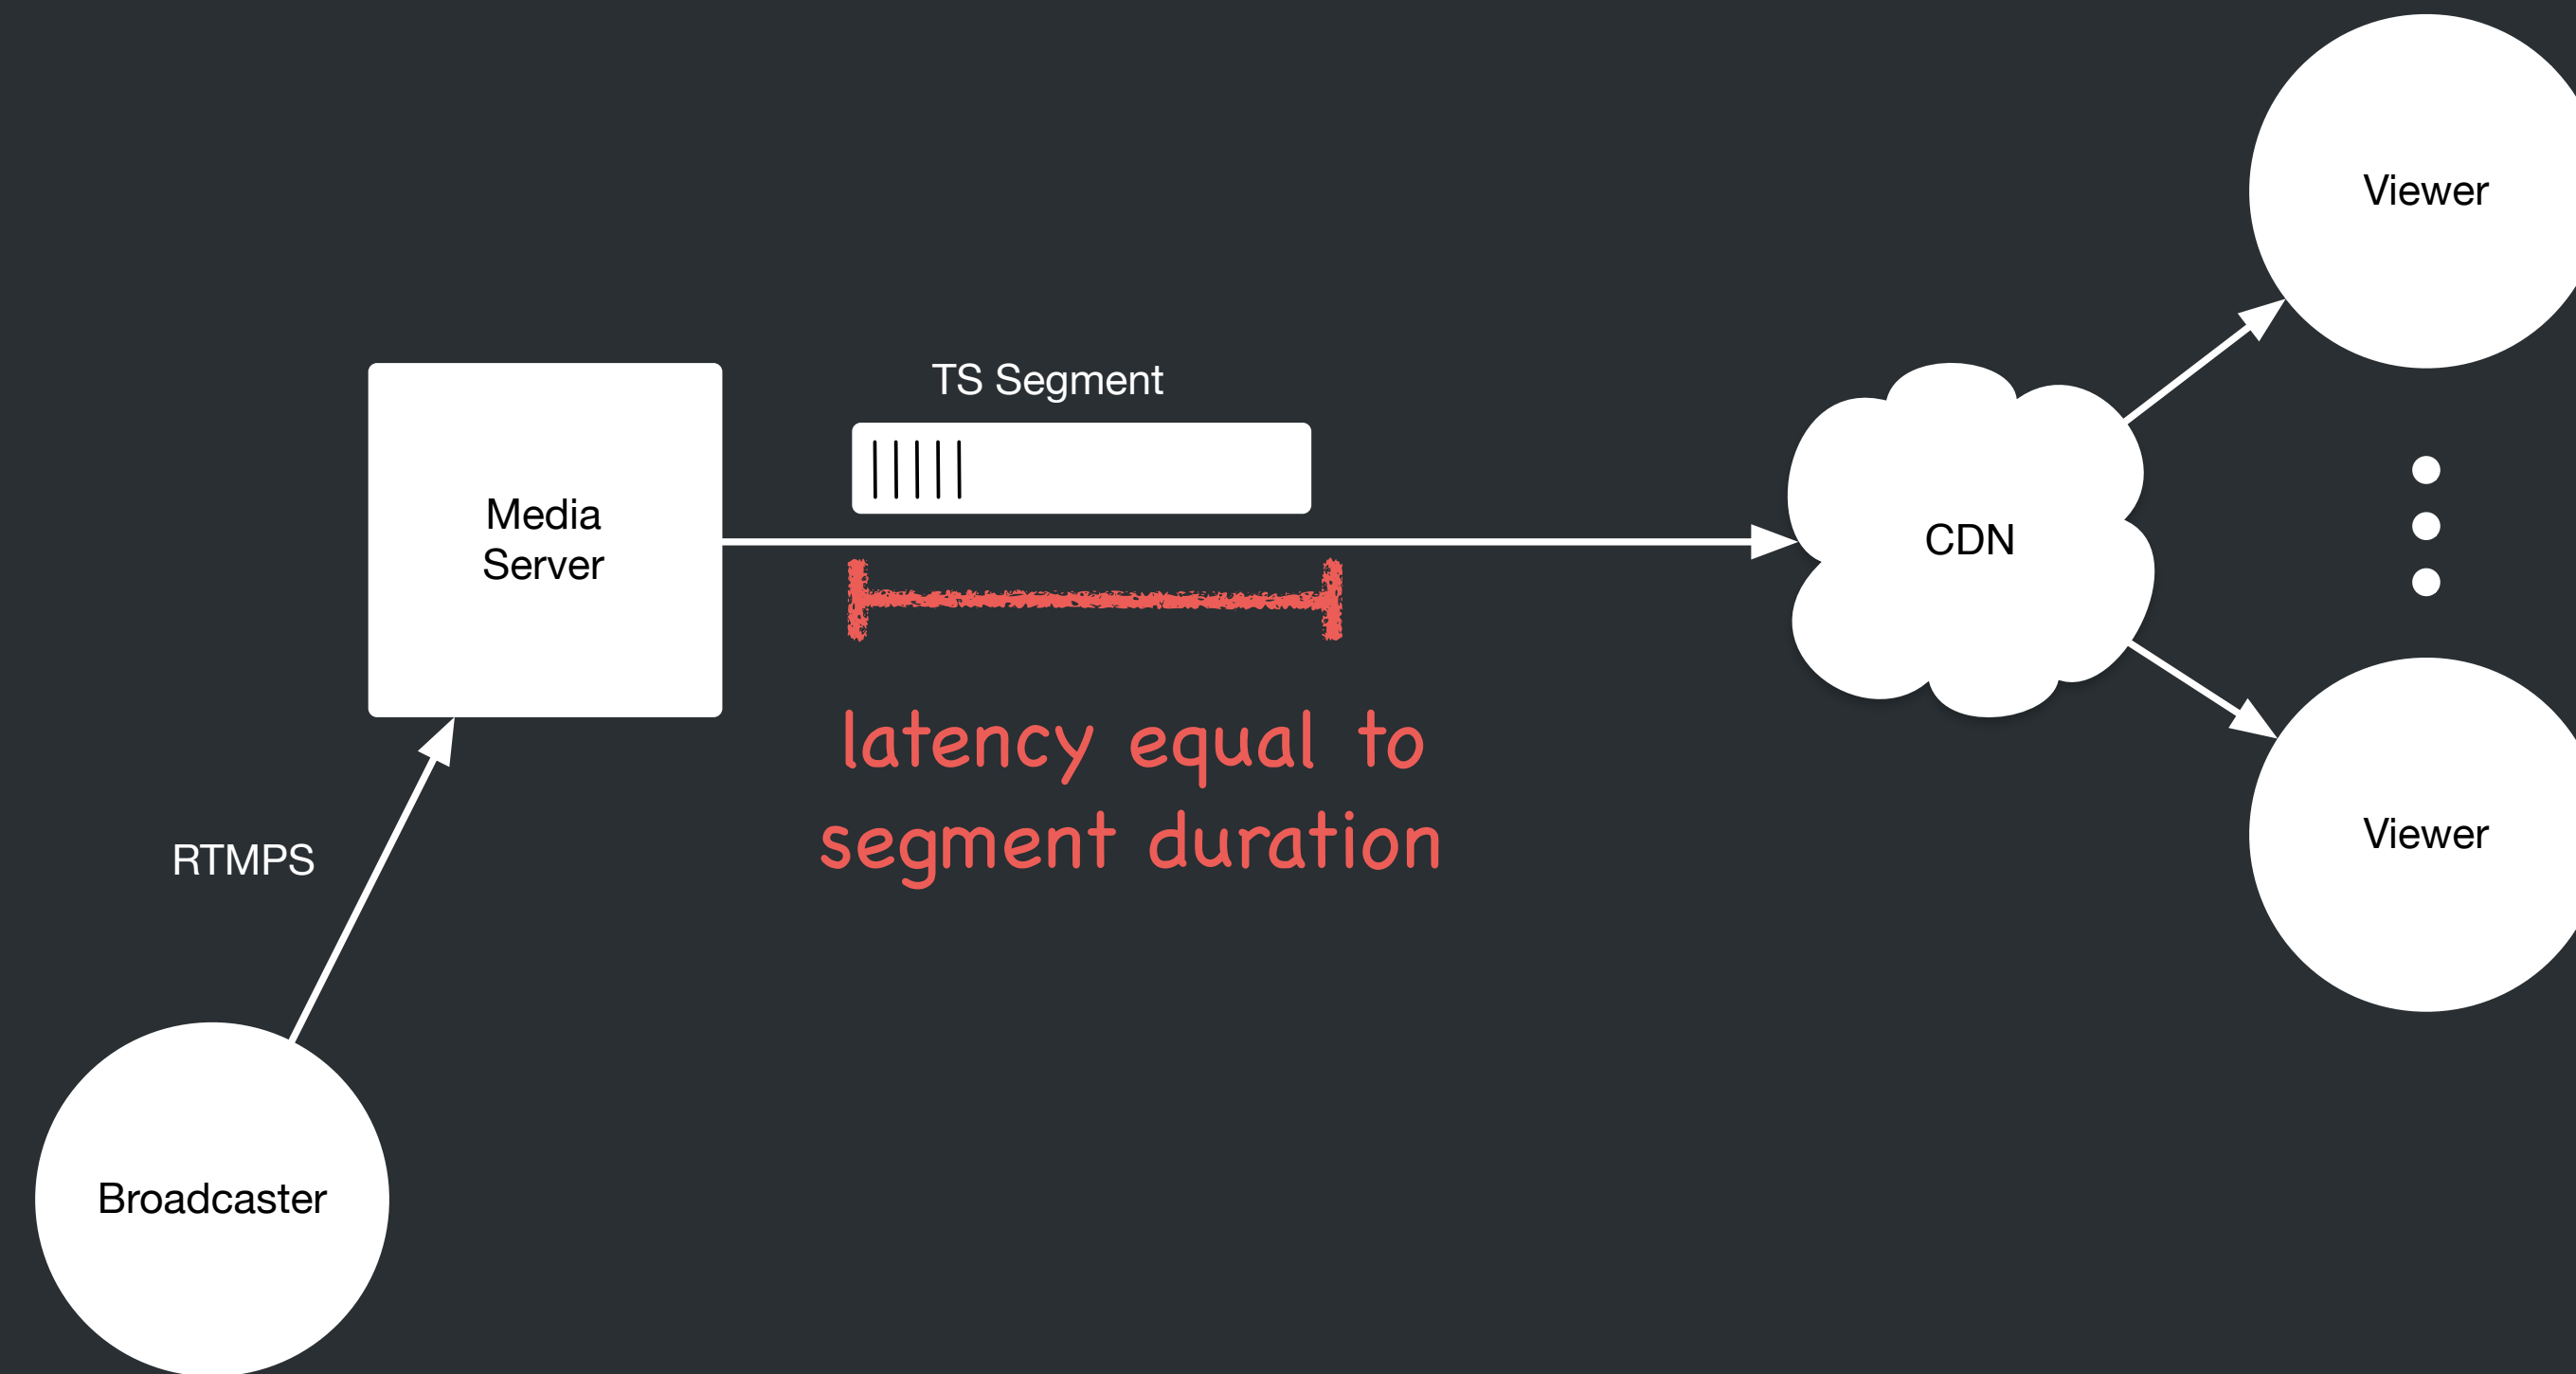 Viewer
TS Segment
Media
Server
CDN
latency equal to
segment duration
Viewer
RTMPS
Broadcaster